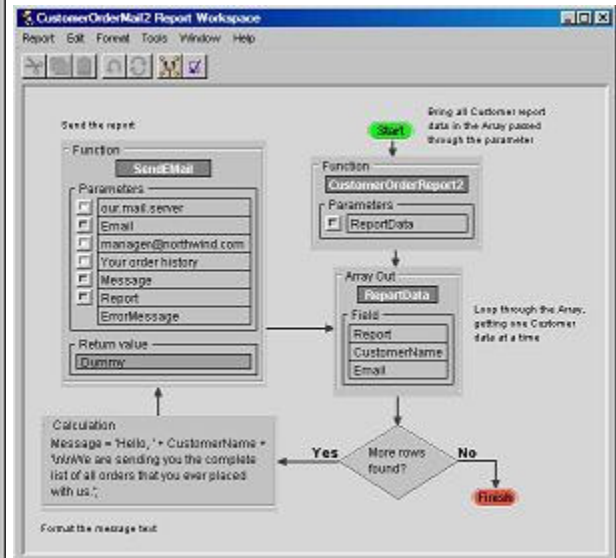 CustomerOrderMail2 Report Workspace
Report Edit Format Tools Window Help
Send the report
Function
SendEMail
Parameters
our.mail.server
Email
manager@northwind.com
Your order history
Message
Report
ErrorMessage
Return value
Dummy
Start
Bring all Customer report
data in the Array passed
through the parameter
Function
CustomerOrderReport2
Parameters
ReportData
Array Out
ReportData
Field
Report
CustomerName
Email
Loop through the Array,
getting one Customer
data at a time
Calculation
Message = 'Hello, ' + CustomerName +
'\n\nWe are sending you the complete
list of all orders that you ever placed
with us.';
Format the message text
Yes
More rows
found?
No
Finish